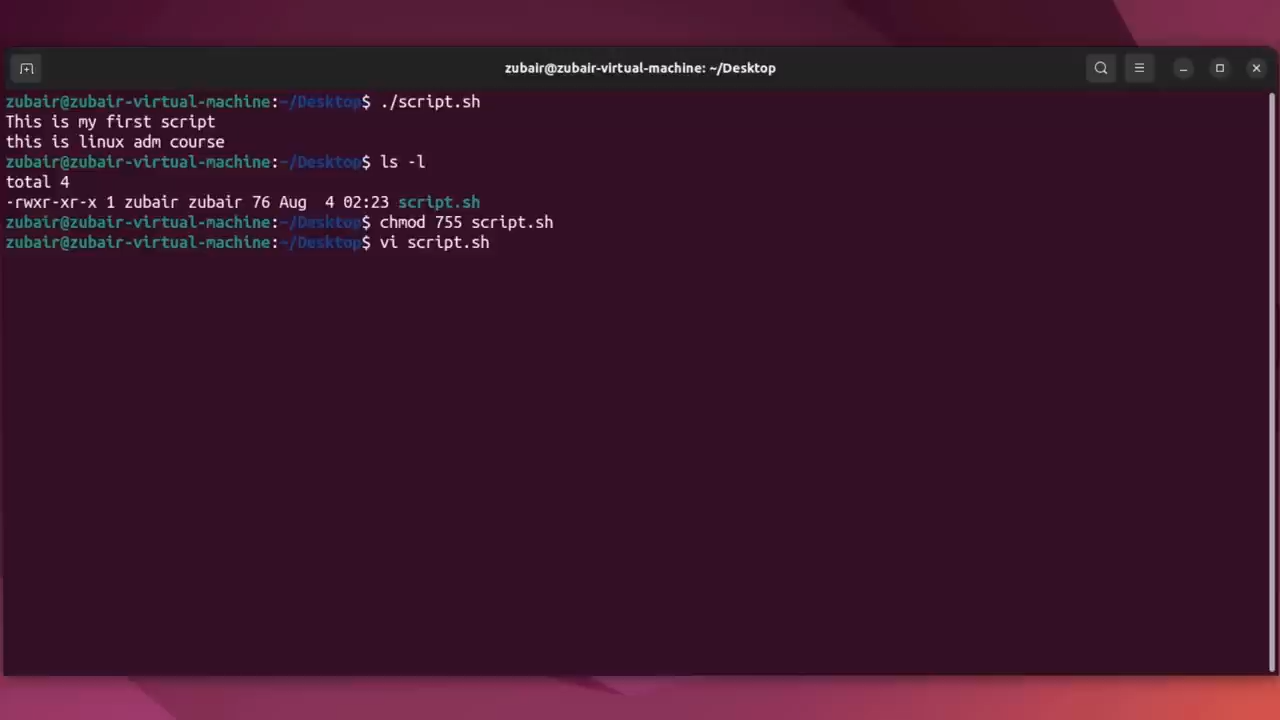 zubair@zubair-virtual-machine: ~/Desktop
zubair@zubair-virtual-machine:~/Desktop$ ./script.sh
This is my first script
this is linux adm course
zubair@zubair-virtual-machine:~/Desktop$ ls -l
total 4
-rwxr-xr-x 1 zubair zubair 76 Aug  4 02:23 script.sh
zubair@zubair-virtual-machine:~/Desktop$ chmod 755 script.sh
zubair@zubair-virtual-machine:~/Desktop$ vi script.sh